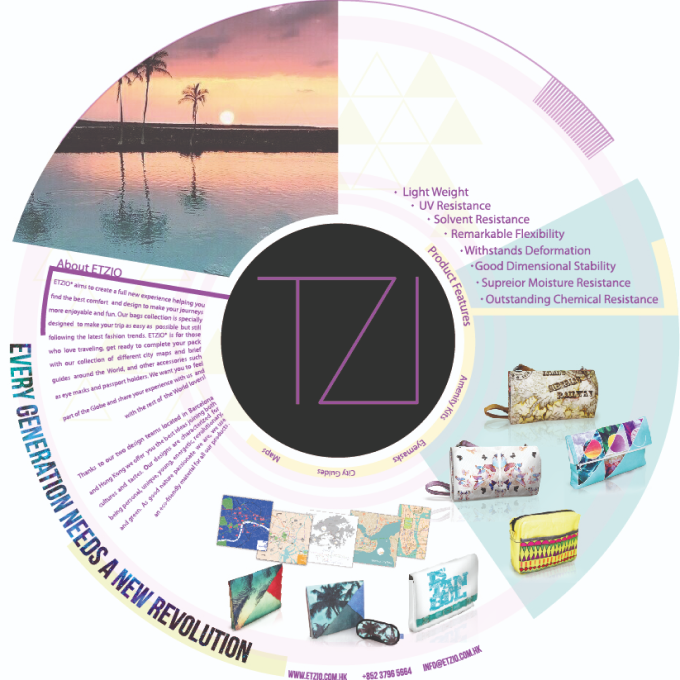 · Light Weight
· UV Resistance
· Solvent Resistance
· Remarkable Flexibility
· Withstands Deformation
· Good Dimensional Stability
· Supreior Moisture Resistance
· Outstanding Chemical Resistance
Product Features
About ETZIO
ETZIO® aims to create a full new experience helping you
find the best comfort and design to make your journeys
more enjoyable and fun. Our bags collection is specially
designed to make your trip as easy as possible but still
following the latest fashion trends. ETZIO® is for those
who love traveling, get ready to complete your pack
with our collection of different city maps and brief
guides around the World, and other accessories such
as eye masks and passport holders. We want you to feel
part of the Globe and share your experience with us and
with the rest of the World lovers!
Thanks to our two design teams located in Barcelona
and Hong Kong we offer you the best ideas joining both
cultures and tactics. Our designs are characterized for
being personal, unique, young, energetic, revolutionary,
and green. As good nature passionate we are, we use
an eco-friendly material for all our products.
TZI
Amenity Kits
Eyemasks
City Guides
Maps
EVERY GENERATION NEEDS A NEW REVOLUTION
RAILWAY
ISTANBUL
WWW.ETZIO.COM.HK +852 3796 5664 INFO@ETZIO.COM.HK